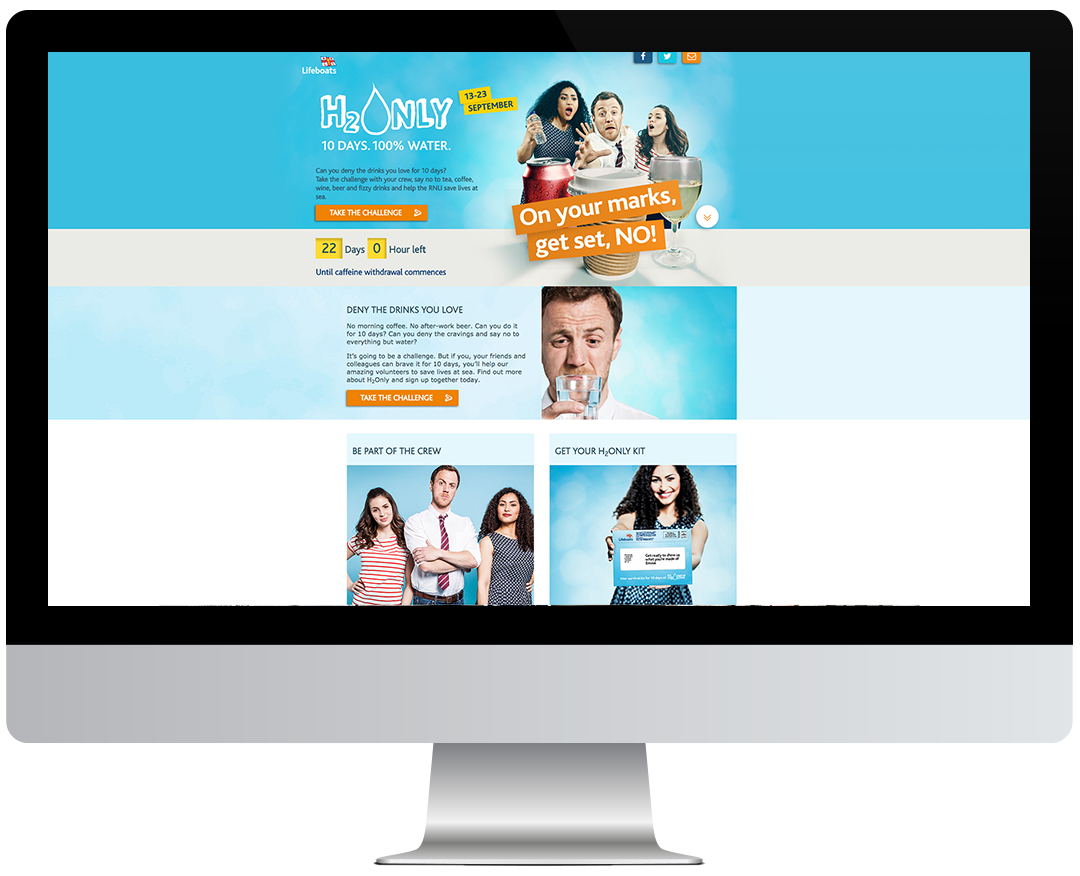 Lifeboats
H2ONLY
13-23
SEPTEMBER
10 DAYS. 100% WATER.
Can you deny the drinks you love for 10 days?
Take the challenge with your crew, say no to tea, coffee,
wine, beer and fizzy drinks and help the RNLI save lives at
sea.
TAKE THE CHALLENGE
On your marks,
get set, NO!
22 Days 0 Hour left
Until caffeine withdrawal commences
DENY THE DRINKS YOU LOVE
No morning coffee. No after-work beer. Can you do it
for 10 days? Can you deny the cravings and say no to
everything but water?
It's going to be a challenge. But if you, your friends and
colleagues can brave it for 10 days, you'll help our
amazing volunteers to save lives at sea. Find out more
about H2Only and sign up together today.
TAKE THE CHALLENGE
BE PART OF THE CREW
GET YOUR H2ONLY KIT
Lifeboats
Get ready to show us
what you're made of
H2ONLY